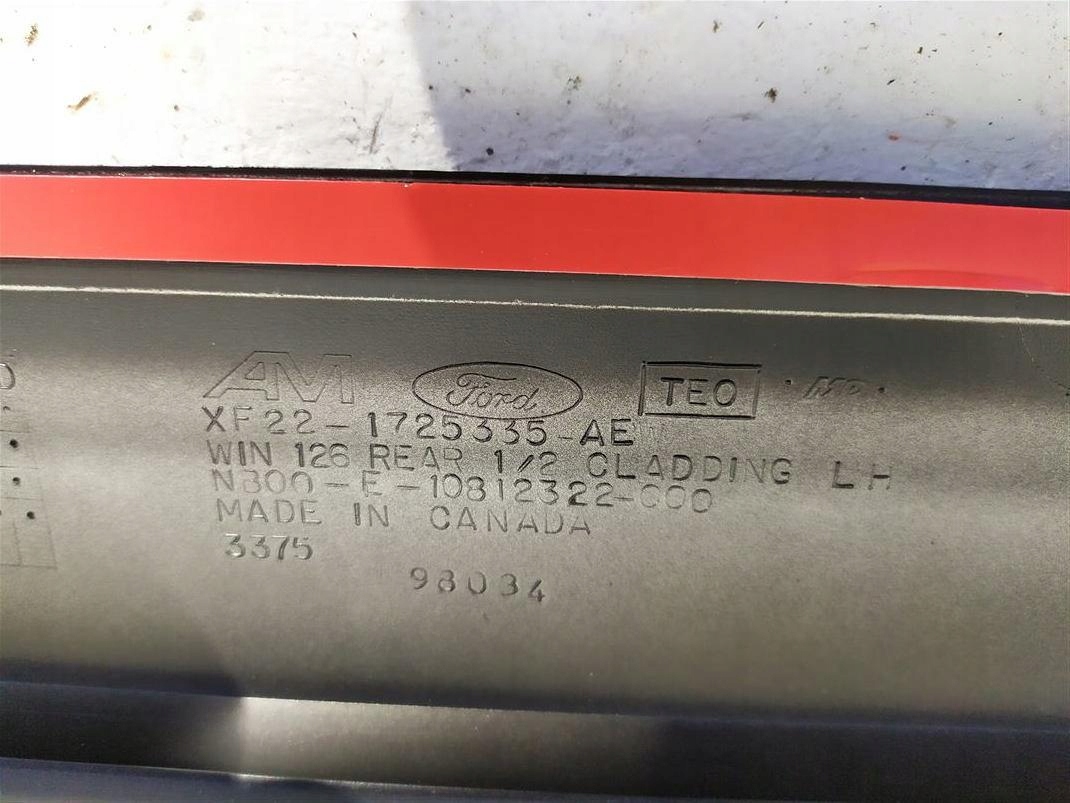 AM Ford TEO
XF22-1725335-AE
WIN 126 REAR 1/2 CLADDING LH
N300-E-10812322-000
MADE IN CANADA
3375
98034